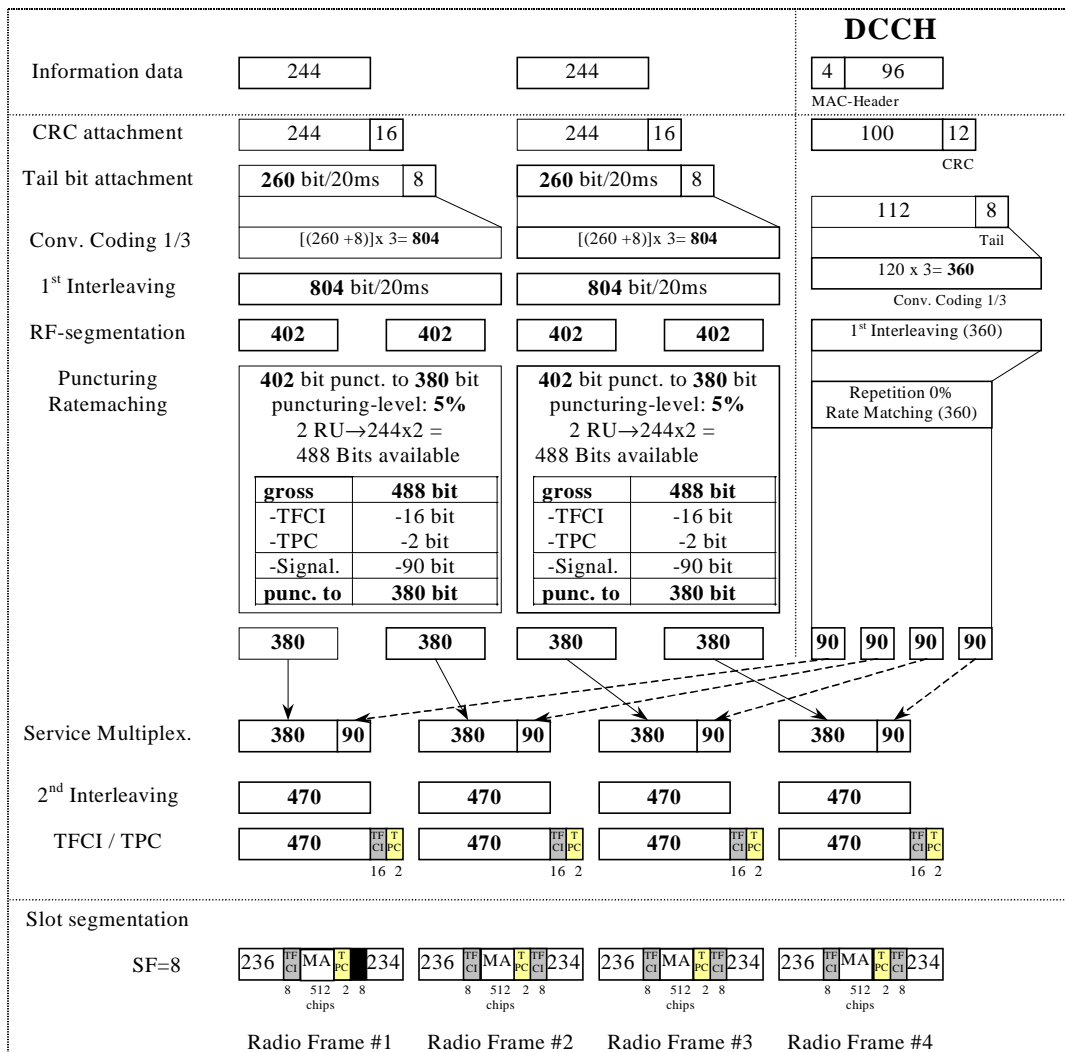 DCCH
Information data 244 244 4 96
MAC-Header
CRC attachment 244 16 244 16 100 12
CRC
Tail bit attachment 260 bit/20ms 8 260 bit/20ms 8
112 8
Tail
Conv. Coding 1/3 [(260 +8)]x 3= 804 [(260 +8)]x 3= 804
120 x 3= 360
Conv. Coding 1/3
1st Interleaving 804 bit/20ms 804 bit/20ms
RF-segmentation 402 402 402 402 1st Interleaving (360)
Puncturing
Ratemaching
402 bit punct. to 380 bit
puncturing-level: 5%
2 RU→244x2 =
488 Bits available
gross 488 bit
-TFCI -16 bit
-TPC -2 bit
-Signal. -90 bit
punc. to 380 bit
402 bit punct. to 380 bit
puncturing-level: 5%
2 RU→244x2 =
488 Bits available
gross 488 bit
-TFCI -16 bit
-TPC -2 bit
-Signal. -90 bit
punc. to 380 bit
Repetition 0%
Rate Matching (360)
380 380 380 380 90 90 90 90
Service Multiplex. 380 90 380 90 380 90 380 90
2nd Interleaving 470 470 470 470
TFCI / TPC 470 TF CI T PC 470 TF CI T PC 470 TF CI T PC 470 TF CI T PC
16 2 16 2 16 2 16 2
Slot segmentation
SF=8 236 TF CI MA T PC 234 236 TF CI MA T PC TF CI 234 236 TF CI MA T PC TF CI 234 236 TF CI MA T PC TF CI 234
8 512 2 8 8 512 2 8 8 512 2 8 8 512 2 8
chips chips chips chips
Radio Frame #1 Radio Frame #2 Radio Frame #3 Radio Frame #4